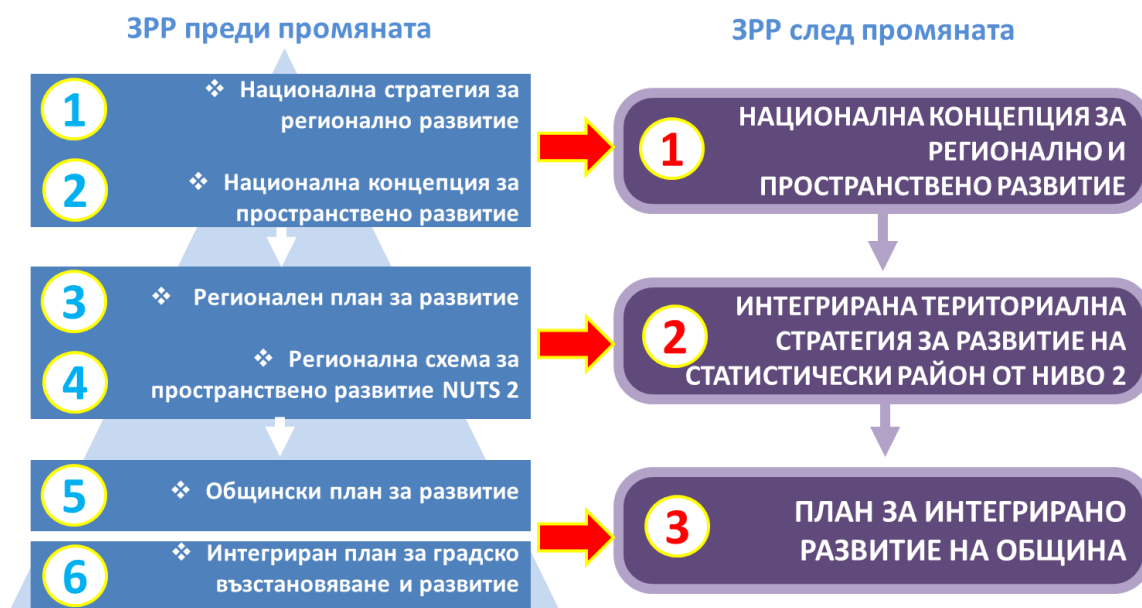 ЗРР преди промяната
1
❖ Национална стратегия за
регионално развитие
2
❖ Национална концепция за
пространствено развитие
3
❖ Регионален план за развитие
4
❖ Регионална схема за
пространствено развитие NUTS 2
5
❖ Общински план за развитие
6
❖ Интегриран план за градско
възстановяване и развитие
ЗРР след промяната
1
НАЦИОНАЛНА КОНЦЕПЦИЯ ЗА
РЕГИОНАЛНО И
ПРОСТРАНСТВЕНО РАЗВИТИЕ
2
ИНТЕГРИРАНА ТЕРИТОРИАЛНА
СТРАТЕГИЯ ЗА РАЗВИТИЕ НА
СТАТИСТИЧЕСКИ РАЙОН ОТ НИВО 2
3
ПЛАН ЗА ИНТЕГРИРАНО
РАЗВИТИЕ НА ОБЩИНА